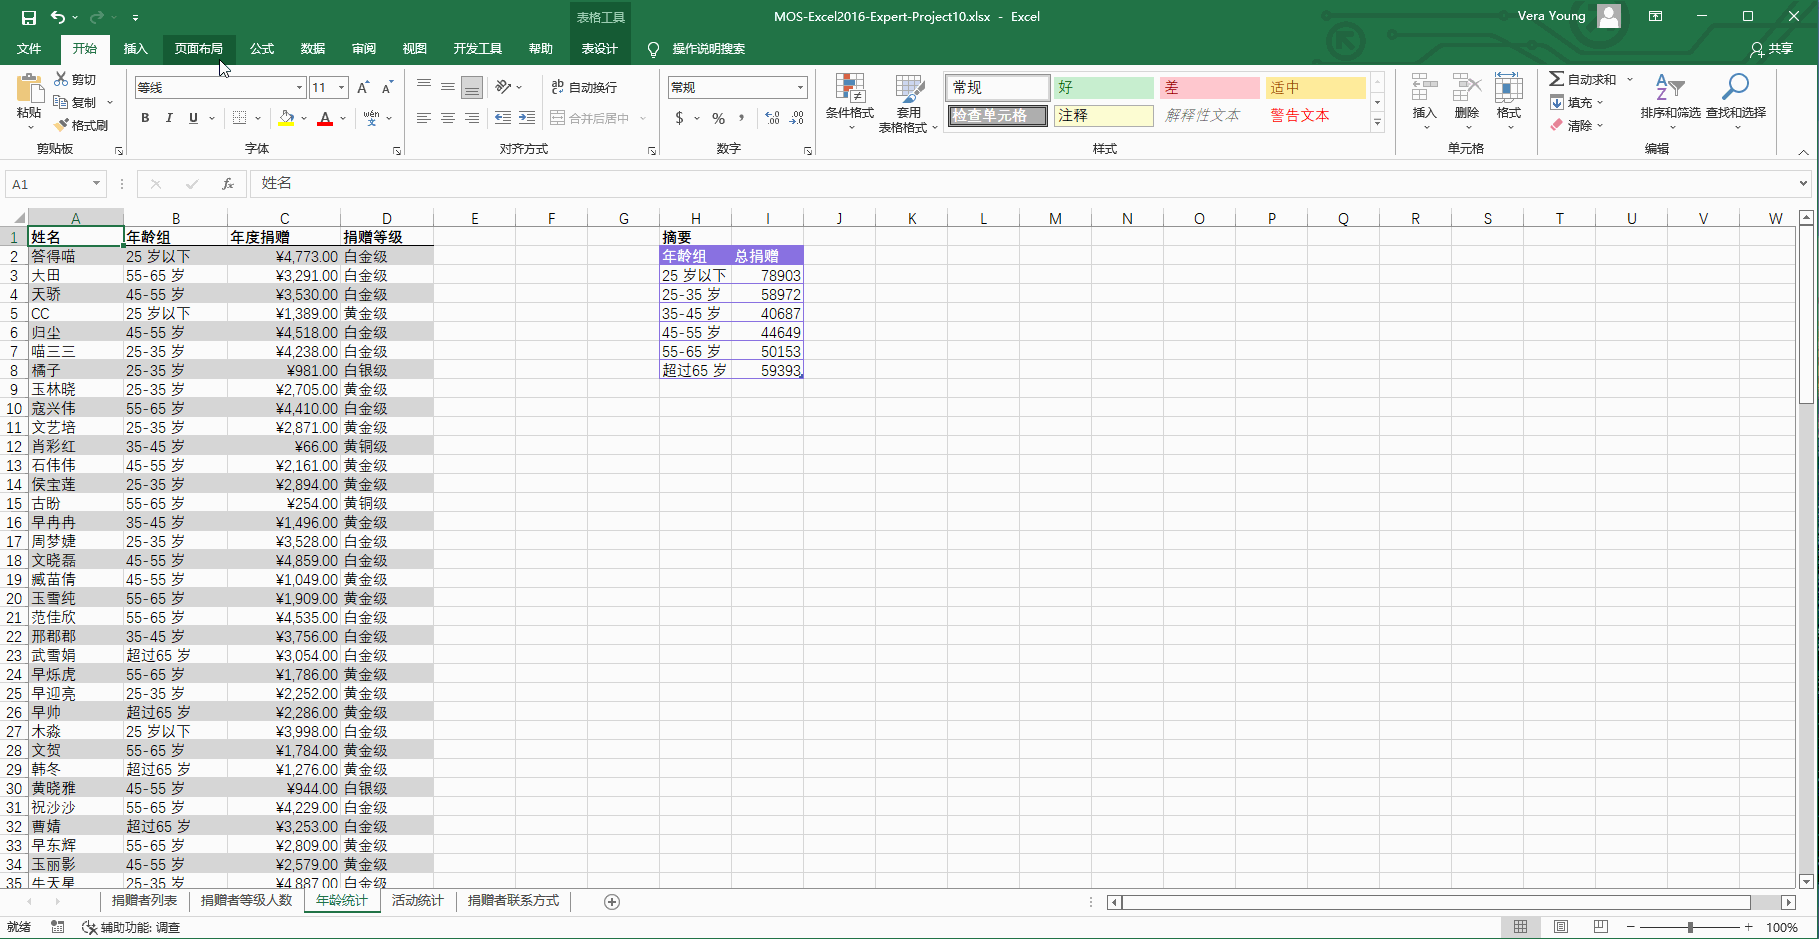 表格工具
MOS-Excel2016-Expert-Project10.xlsx - Excel
Vera Young
文件 开始 插入 页面布局 公式 数据 审阅 视图 开发工具 帮助 表设计 操作说明搜索 共享
粘贴 剪切 复制 格式刷 剪贴板
等线 11 B I U A wén 字体
ab 自动换行 合并后居中 对齐方式
常规 $ % 数字
条件格式 套用表格格式 常规 好 差 适中
检查单元格 注释 解释性文本 警告文本 样式
插入 删除 格式 单元格
自动求和 填充 清除 排序和筛选 查找和选择 编辑
A1 fx 姓名
A B C D E F G H I J K L M N O P Q R S T U V W
1 姓名 年龄组 年度捐赠 捐赠等级 摘要
2 答得喵 25 岁以下 ¥4,773.00 白金级 年龄组 总捐赠
3 大田 55-65 岁 ¥3,291.00 白金级 25 岁以下 78903
4 天骄 45-55 岁 ¥3,530.00 白金级 25-35 岁 58972
5 CC 25 岁以下 ¥1,389.00 黄金级 35-45 岁 40687
6 归尘 45-55 岁 ¥4,518.00 白金级 45-55 岁 44649
7 喵三三 25-35 岁 ¥4,238.00 白金级 55-65 岁 50153
8 橘子 25-35 岁 ¥981.00 白银级 超过65 岁 59393
9 玉林晓 25-35 岁 ¥2,705.00 黄金级
10 寇兴伟 55-65 岁 ¥4,410.00 白金级
11 文艺培 25-35 岁 ¥2,871.00 黄金级
12 肖彩红 35-45 岁 ¥66.00 黄铜级
13 石伟伟 45-55 岁 ¥2,161.00 黄金级
14 侯宝莲 25-35 岁 ¥2,894.00 黄金级
15 古盼 55-65 岁 ¥254.00 黄铜级
16 早冉冉 35-45 岁 ¥1,496.00 黄金级
17 周梦婕 25-35 岁 ¥3,528.00 白金级
18 文晓磊 45-55 岁 ¥4,859.00 白金级
19 臧苗倩 45-55 岁 ¥1,049.00 黄金级
20 玉雪纯 55-65 岁 ¥1,909.00 黄金级
21 范佳欣 55-65 岁 ¥4,535.00 白金级
22 邢郡郡 35-45 岁 ¥3,756.00 白金级
23 武雪娟 超过65 岁 ¥3,054.00 白金级
24 早烁虎 55-65 岁 ¥1,786.00 黄金级
25 早迎亮 25-35 岁 ¥2,252.00 黄金级
26 早帅 超过65 岁 ¥2,286.00 黄金级
27 木淼 25 岁以下 ¥3,998.00 白金级
28 文贺 55-65 岁 ¥1,784.00 黄金级
29 韩冬 超过65 岁 ¥1,276.00 黄金级
30 黄晓雅 45-55 岁 ¥944.00 白银级
31 祝沙沙 55-65 岁 ¥4,229.00 白金级
32 曹婧 超过65 岁 ¥3,253.00 白金级
33 早东辉 55-65 岁 ¥2,809.00 黄金级
34 玉丽影 45-55 岁 ¥2,579.00 黄金级
35 牛天星 25-35 岁 ¥4,887.00 白金级
捐赠者列表 捐赠者等级人数 年龄统计 活动统计 捐赠者联系方式
就绪 辅助功能: 调查 100%